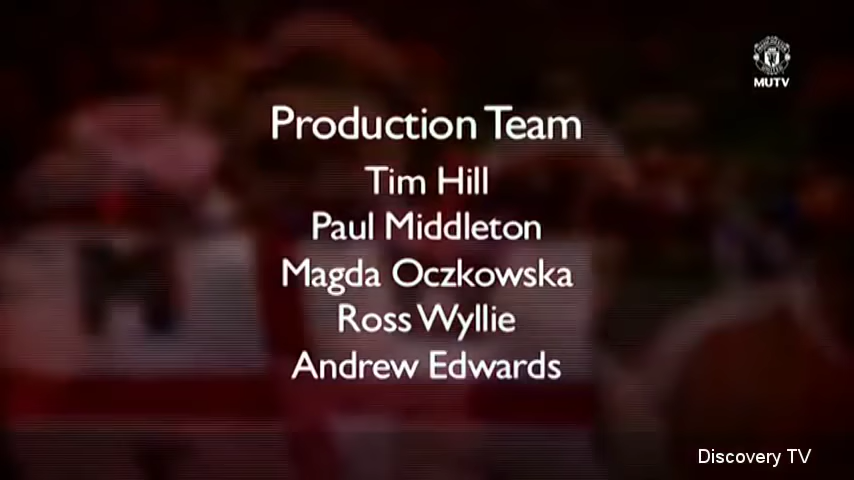 MUTV
Production Team
Tim Hill
Paul Middleton
Magda Oczkowska
Ross Wyllie
Andrew Edwards
Discovery TV